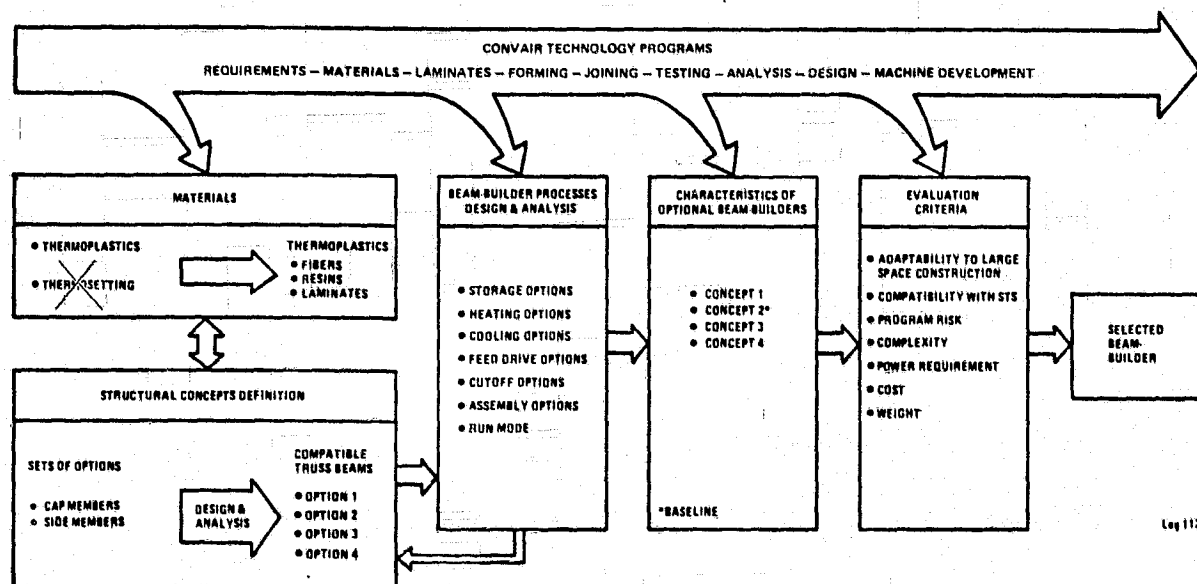 CONVAIR TECHNOLOGY PROGRAMS
REQUIREMENTS – MATERIALS – LAMINATES – FORMING – JOINING – TESTING – ANALYSIS – DESIGN – MACHINE DEVELOPMENT
MATERIALS
• THERMOPLASTICS
• THERMOSETTING
THERMOPLASTICS
• FIBERS
• RESINS
• LAMINATES
STRUCTURAL CONCEPTS DEFINITION
SETS OF OPTIONS
• CAP MEMBERS
• SIDE MEMBERS
DESIGN &
ANALYSIS
COMPATIBLE
TRUSS BEAMS
• OPTION 1
• OPTION 2
• OPTION 3
• OPTION 4
BEAM-BUILDER PROCESSES
DESIGN & ANALYSIS
• STORAGE OPTIONS
• HEATING OPTIONS
• COOLING OPTIONS
• FEED DRIVE OPTIONS
• CUTOFF OPTIONS
• ASSEMBLY OPTIONS
• RUN MODE
CHARACTERISTICS OF
OPTIONAL BEAM-BUILDERS
• CONCEPT 1
• CONCEPT 2*
• CONCEPT 3
• CONCEPT 4
*BASELINE
EVALUATION
CRITERIA
• ADAPTABILITY TO LARGE
SPACE CONSTRUCTION
• COMPATIBILITY WITH STS
• PROGRAM RISK
• COMPLEXITY
• POWER REQUIREMENT
• COST
• WEIGHT
SELECTED
BEAM-
BUILDER